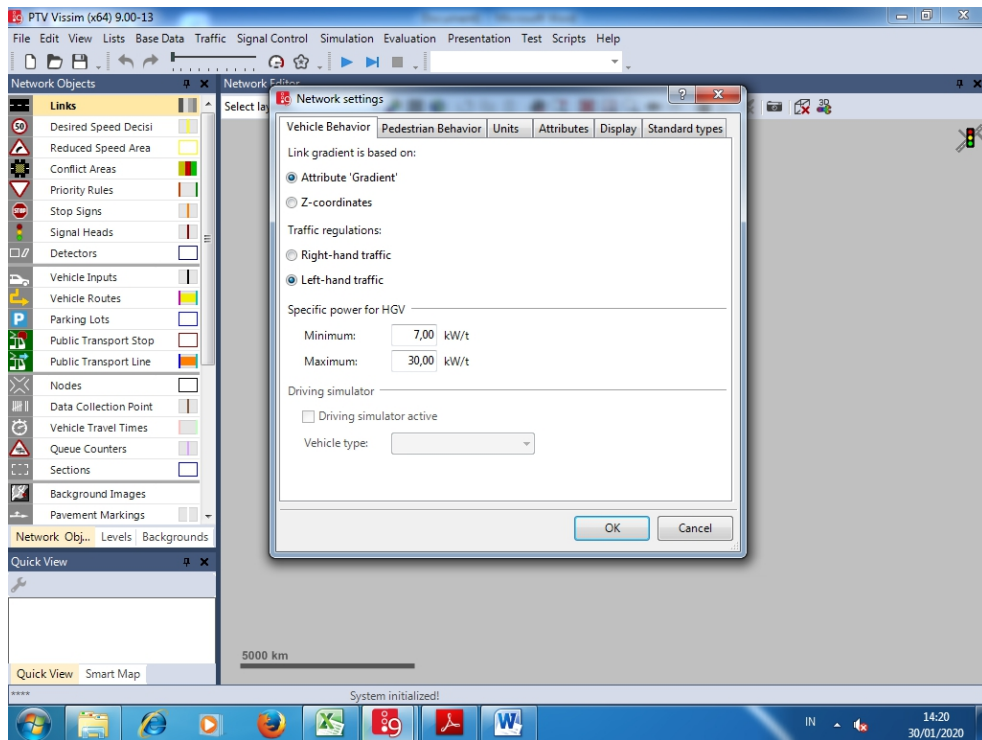 PTV Vissim (x64) 9.00-13
File Edit View Lists Base Data Traffic Signal Control Simulation Evaluation Presentation Test Scripts Help
Network Objects
Network Editor
Select la
Links
Desired Speed Decisi
Reduced Speed Area
Conflict Areas
Priority Rules
Stop Signs
Signal Heads
Detectors
Vehicle Inputs
Vehicle Routes
Parking Lots
Public Transport Stop
Public Transport Line
Nodes
Data Collection Point
Vehicle Travel Times
Queue Counters
Sections
Background Images
Pavement Markings
Network Obj... Levels Backgrounds
Quick View
Quick View Smart Map
Network settings
Vehicle Behavior Pedestrian Behavior Units Attributes Display Standard types
Link gradient is based on:
Attribute 'Gradient'
Z-coordinates
Traffic regulations:
Right-hand traffic
Left-hand traffic
Specific power for HGV
Minimum: 7,00 kW/t
Maximum: 30,00 kW/t
Driving simulator
Driving simulator active
Vehicle type:
OK Cancel
5000 km
**** System initialized!
IN 14:20
30/01/2020